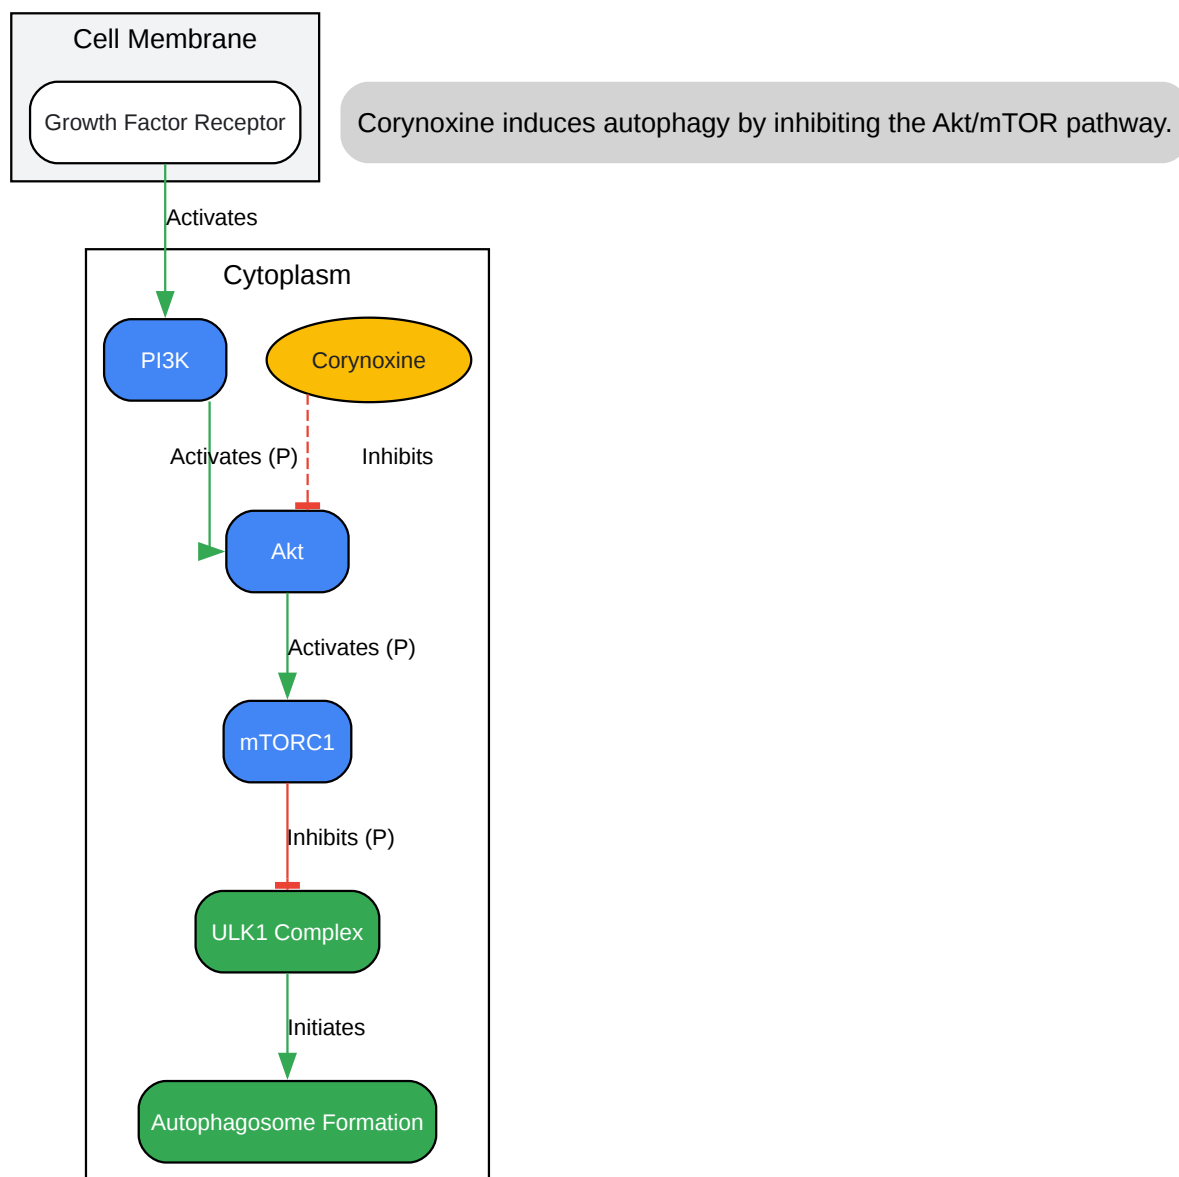 Cell Membrane
Growth Factor Receptor
Corynoxine induces autophagy by inhibiting the Akt/mTOR pathway.
Activates
Cytoplasm
PI3K
Corynoxine
Activates (P)
Inhibits
Akt
Activates (P)
mTORC1
Inhibits (P)
ULK1 Complex
Initiates
Autophagosome Formation